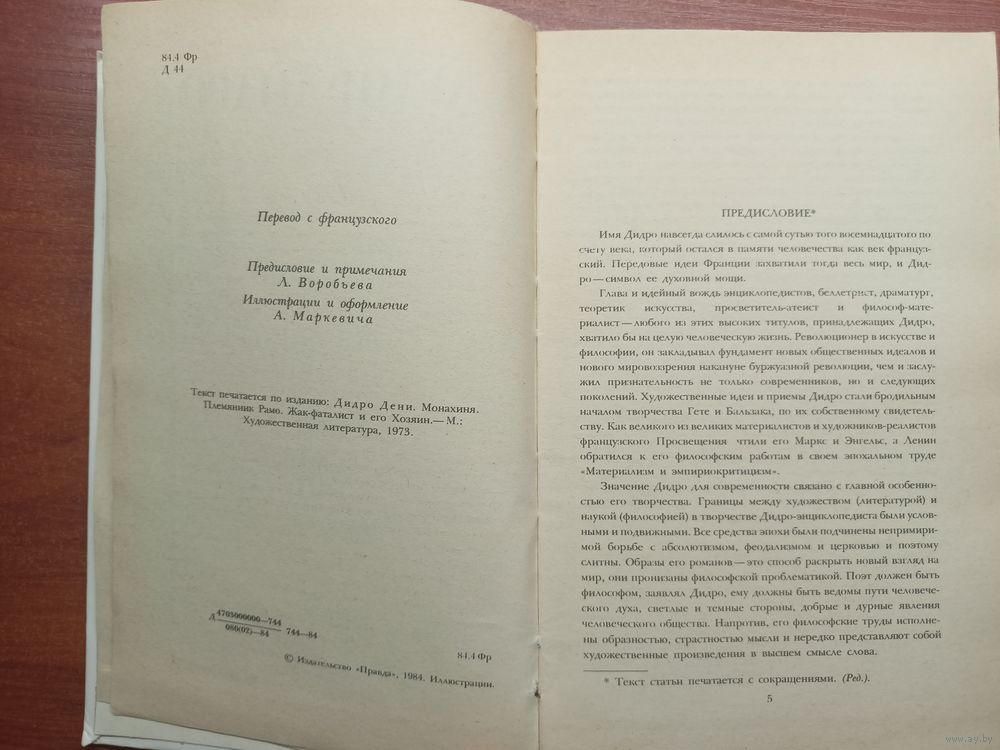 84.4 Фр
Д 44
Перевод с французского
Предисловие и примечания
Л. Воробьева
Иллюстрации и оформление
А. Маркевича
Текст печатается по изданию: Дидро Дени. Монахиня.
Племянник Рамо. Жак-фаталист и его Хозяин.— М.:
Художественная литература, 1973.
Д 4703000000—744
080(02)—84 744—84
84.4 Фр
© Издательство «Правда», 1984. Иллюстрации.
ПРЕДИСЛОВИЕ*
Имя Дидро навсегда слилось с самой сутью того восемнадцатого по
счету века, который остался в памяти человечества как век француз-
ский. Передовые идеи Франции захватили тогда весь мир, и Дид-
ро—символ ее духовной мощи.
Глава и идейный вождь энциклопедистов, беллетрист, драматург,
теоретик искусства, просветитель-атеист и философ-мате-
риалист—любого из этих высоких титулов, принадлежащих Дидро,
хватило бы на целую человеческую жизнь. Революционер в искусстве и
философии, он закладывал фундамент новых общественных идеалов и
нового мировоззрения накануне буржуазной революции, чем и заслу-
жил признательность не только современников, но и следующих
поколений. Художественные идеи и приемы Дидро стали бродильным
началом творчества Гете и Бальзака, по их собственному свидетель-
ству. Как великого из великих материалистов и художников-реалистов
французского Просвещения чтили его Маркс и Энгельс, а Ленин
обратился к его философским работам в своем эпохальном труде
«Материализм и эмпириокритицизм».
Значение Дидро для современности связано с главной особенно-
стью его творчества. Границы между художеством (литературой) и
наукой (философией) в творчестве Дидро-энциклопедиста были услов-
ными и подвижными. Все средства эпохи были подчинены непримири-
мой борьбе с абсолютизмом, феодализмом и церковью и поэтому
слитны. Образы его романов—это способ раскрыть новый взгляд на
мир, они пронизаны философской проблематикой. Поэт должен быть
философом, заявлял Дидро, ему должны быть ведомы пути человече-
ского духа, светлые и темные стороны, добрые и дурные явления
человеческого общества. Напротив, его философские труды исполне-
ны образностью, страстностью мысли и нередко представляют собой
художественные произведения в высшем смысле слова.
* Текст статьи печатается с сокращениями. (Ред.).
5
www.ay.by